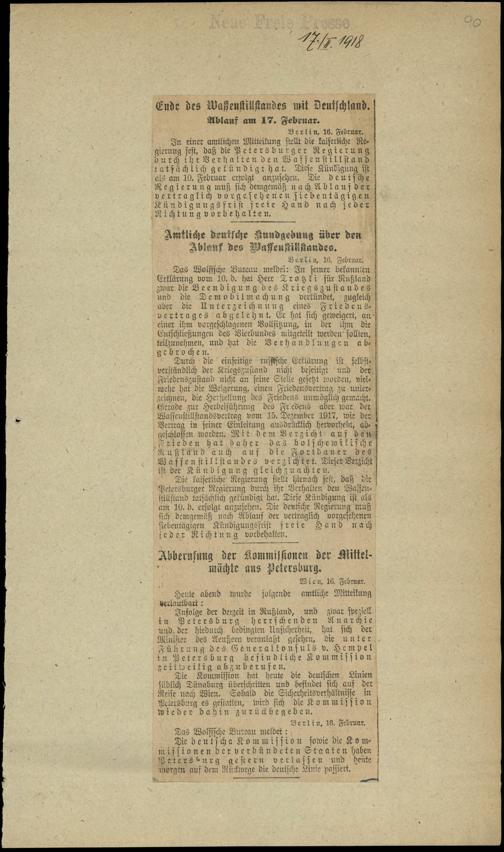 Neue Freie Presse
90
17./II. 1918
Ende des Waffenstillstandes mit Deutschland.
Ablauf am 17. Februar.
Berlin, 16. Februar.
In einer amtlichen Mitteilung stellt die kaiserliche Re-
gierung fest, daß die Petersburger Regierung
durch ihr Verhalten den Waffenstillstand
tatsächlich gekündigt hat. Diese Kündigung ist
als am 10. Februar erfolgt anzusehen. Die deutsche
Regierung muß sich demgemäß nach Ablauf der
vertraglich vorgesehenen siebentägigen
Kündigungsfrist freie Hand nach jeder
Richtung vorbehalten.
Amtliche deutsche Kundgebung über den
Ablauf des Waffenstillstandes.
Berlin, 16. Februar.
Das Wolffsche Bureau meldet: In seiner bekannten
Erklärung vom 10. d. hat Herr Trotzki für Rußland
zwar die Beendigung des Kriegszustandes
und die Demobilmachung verkündet, zugleich
aber die Unterzeichnung eines Friedens-
vertrages abgelehnt. Er hat sich geweigert, an
einer ihm vorgeschlagenen Vollsitzung, in der ihm die
Entschließungen des Vierbundes mitgeteilt werden sollten,
teilzunehmen, und hat die Verhandlungen ab-
gebrochen.
Durch die einseitige russische Erklärung ist selbst-
verständlich der Kriegszustand nicht beseitigt und der
Friedenszustand nicht an seine Stelle gesetzt worden, viel-
mehr hat die Weigerung, einen Friedensvertrag zu unter-
zeichnen, die Herstellung des Friedens unmöglich gemacht.
Gerade zur Herbeiführung des Friedens aber war der
Waffenstillstandsvertrag vom 15. Dezember 1917, wie der
Vertrag in seiner Einleitung ausdrücklich hervorhebt, ab-
geschlossen worden. Mit dem Verzicht auf den
Frieden hat daher das bolschewikische
Rußland auch auf die Fortdauer des
Waffenstillstandes verzichtet. Dieser Verzicht
ist der Kündigung gleichzuachten.
Die kaiserliche Regierung stellt hienach fest, daß die
Petersburger Regierung durch ihr Verhalten den Waffen-
stillstand tatsächlich gekündigt hat. Diese Kündigung ist als
am 10. d. erfolgt anzusehen. Die deutsche Regierung muß
sich demgemäß nach Ablauf der vertraglich vorgesehenen
siebentägigen Kündigungsfrist freie Hand nach
jeder Richtung vorbehalten.
Abberufung der Kommissionen der Mittel-
mächte aus Petersburg.
Wien, 16. Februar.
Heute abend wurde folgende amtliche Mitteilung
verlautbart:
Infolge der derzeit in Rußland, und zwar speziell
in Petersburg herrschenden Anarchie
und der hiedurch bedingten Unsicherheit, hat sich der
Minister des Aeußern veranlaßt gesehen, die unter
Führung des Generalkonsuls v. Hempel
in Petersburg befindliche Kommission
zeitweilig abzuberufen.
Die Kommission hat heute die deutschen Linien
südlich Dünaburg überschritten und befindet sich auf der
Reise nach Wien. Sobald die Sicherheitsverhältnisse in
Petersburg es gestatten, wird sich die Kommission
wieder dahin zurückbegeben.
Berlin, 16. Februar.
Das Wolffsche Bureau meldet:
Die deutsche Kommission sowie die Kom-
missionen der verbündeten Staaten haben
Petersburg gestern verlassen und heute
morgen auf dem Rückwege die deutsche Linie passiert.